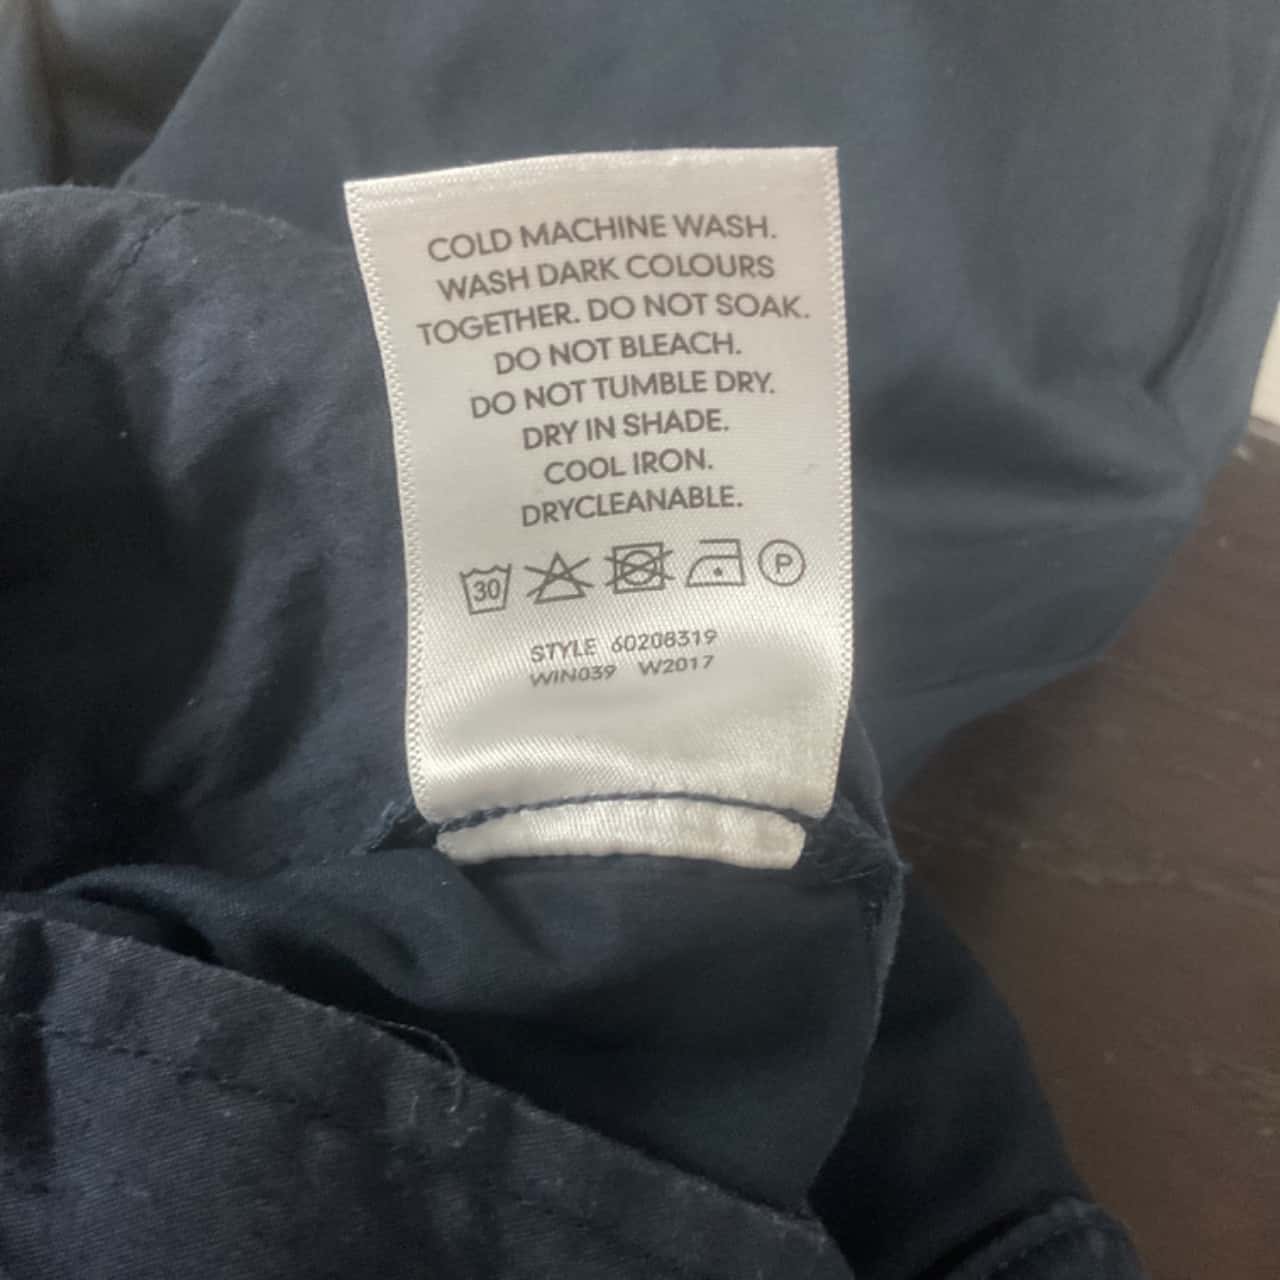 COLD MACHINE WASH.
WASH DARK COLOURS
TOGETHER. DO NOT SOAK.
DO NOT BLEACH.
DO NOT TUMBLE DRY.
DRY IN SHADE.
COOL IRON.
DRYCLEANABLE.
30 P
STYLE 60208319
WIN039 W2017